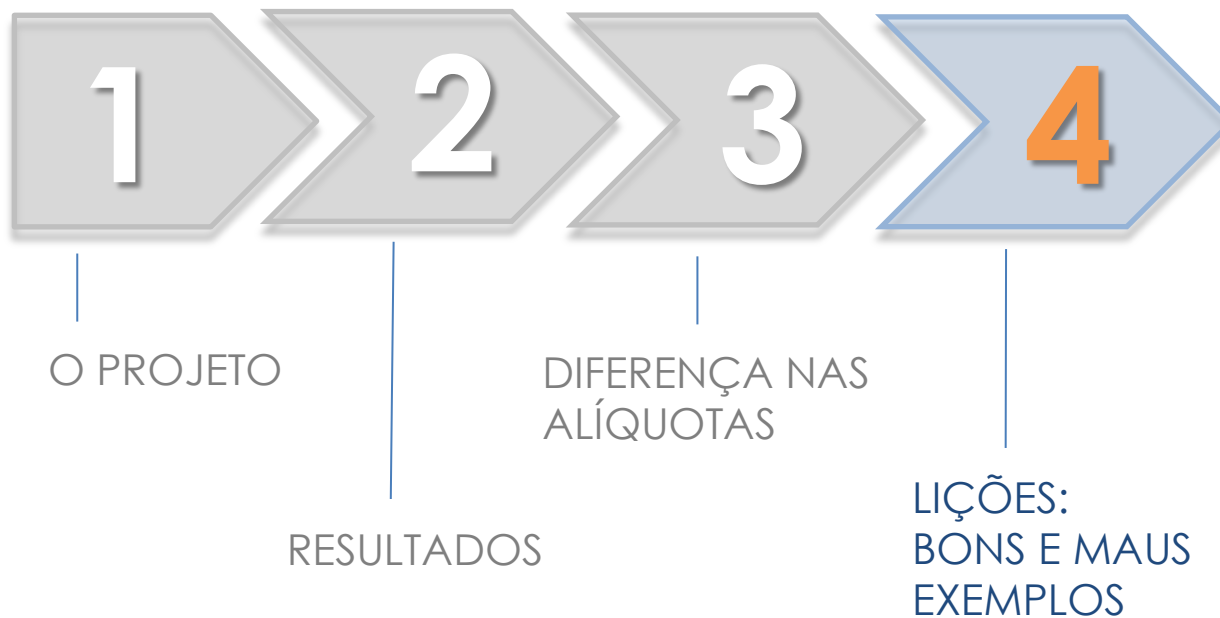 1
2
3
4
O PROJETO
RESULTADOS
DIFERENÇA NAS
ALÍQUOTAS
LIÇÕES:
BONS E MAUS
EXEMPLOS